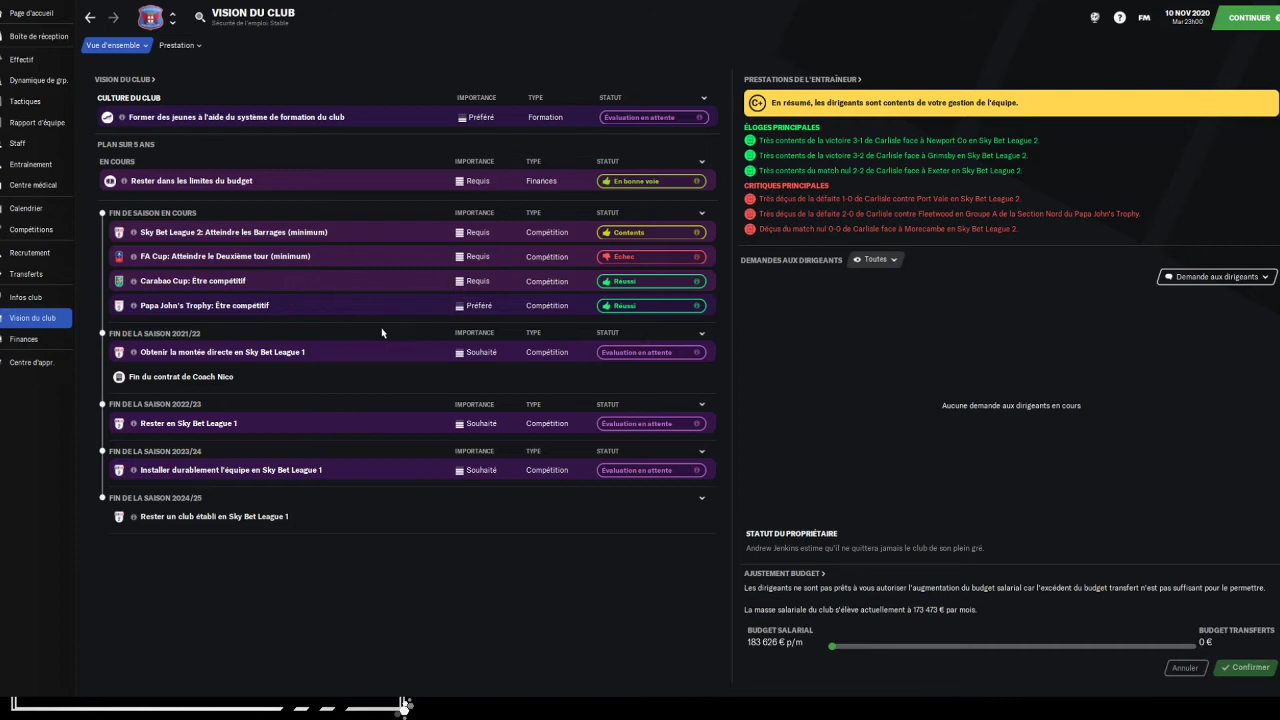 Page d'accueil
Boîte de réception
Effectif
Dynamique de grp.
Tactiques
Rapport d'équipe
Staff
Entraînement
Centre médical
Calendrier
Compétitions
Recrutement
Transferts
Infos club
Vision du club
Finances
Centre d'appr.
VISION DU CLUB
Sécurité de l'emploi: Stable
FM
10 NOV 2020
Mar 23h00
CONTINUER
Vue d'ensemble
Prestation
VISION DU CLUB
CULTURE DU CLUB IMPORTANCE TYPE STATUT
Former des jeunes à l'aide du système de formation du club Préféré Formation Évaluation en attente
PLAN SUR 5 ANS
EN COURS IMPORTANCE TYPE STATUT
Rester dans les limites du budget Requis Finances En bonne voie
FIN DE SAISON EN COURS IMPORTANCE TYPE STATUT
Sky Bet League 2: Atteindre les Barrages (minimum) Requis Compétition Contents
FA Cup: Atteindre le Deuxième tour (minimum) Requis Compétition Échec
Carabao Cup: Être compétitif Requis Compétition Réussi
Papa John's Trophy: Être compétitif Préféré Compétition Réussi
FIN DE LA SAISON 2021/22 IMPORTANCE TYPE STATUT
Obtenir la montée directe en Sky Bet League 1 Souhaité Compétition Évaluation en attente
Fin du contrat de Coach Nico
FIN DE LA SAISON 2022/23 IMPORTANCE TYPE STATUT
Rester en Sky Bet League 1 Souhaité Compétition Évaluation en attente
FIN DE LA SAISON 2023/24 IMPORTANCE TYPE STATUT
Installer durablement l'équipe en Sky Bet League 1 Souhaité Compétition Évaluation en attente
FIN DE LA SAISON 2024/25
Rester un club établi en Sky Bet League 1
PRESTATIONS DE L'ENTRAÎNEUR
C+ En résumé, les dirigeants sont contents de votre gestion de l'équipe.
ÉLOGES PRINCIPALES
Très contents de la victoire 3-1 de Carlisle face à Newport Co en Sky Bet League 2.
Très contents de la victoire 3-2 de Carlisle face à Grimsby en Sky Bet League 2.
Très contents du match nul 2-2 de Carlisle face à Exeter en Sky Bet League 2.
CRITIQUES PRINCIPALES
Très déçus de la défaite 1-0 de Carlisle contre Port Vale en Sky Bet League 2.
Très déçus de la défaite 2-0 de Carlisle contre Fleetwood en Groupe A de la Section Nord du Papa John's Trophy.
Déçus du match nul 0-0 de Carlisle face à Morecambe en Sky Bet League 2.
DEMANDES AUX DIRIGEANTS Toutes
Demande aux dirigeants
Aucune demande aux dirigeants en cours
STATUT DU PROPRIÉTAIRE
Andrew Jenkins estime qu'il ne quittera jamais le club de son plein gré.
AJUSTEMENT BUDGET
Les dirigeants ne sont pas prêts à vous autoriser l'augmentation du budget salarial car l'excédent du budget transfert n'est pas suffisant pour le permettre.
La masse salariale du club s'élève actuellement à 173 473 € par mois.
BUDGET SALARIAL BUDGET TRANSFERTS
183 626 € p/m 0 €
Annuler Confirmer